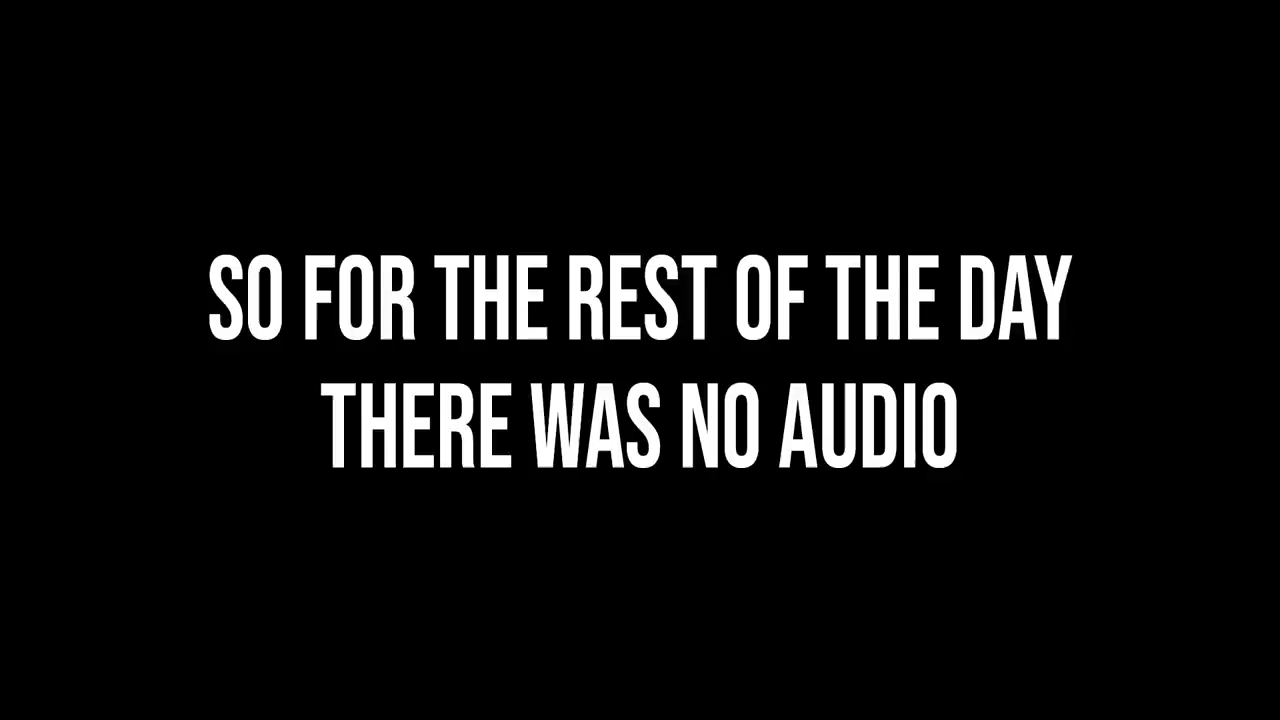 SO FOR THE REST OF THE DAY
THERE WAS NO AUDIO